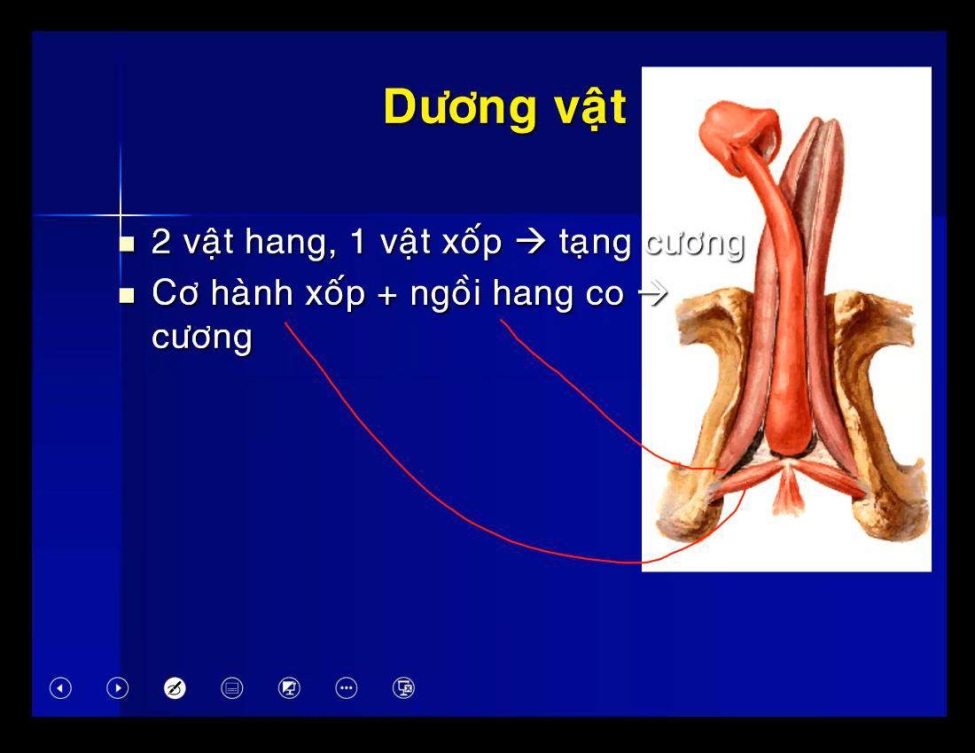 Dương vật
2 vật hang, 1 vật xốp → tạng cương
Cơ hành xốp + ngồi hang co →
cương